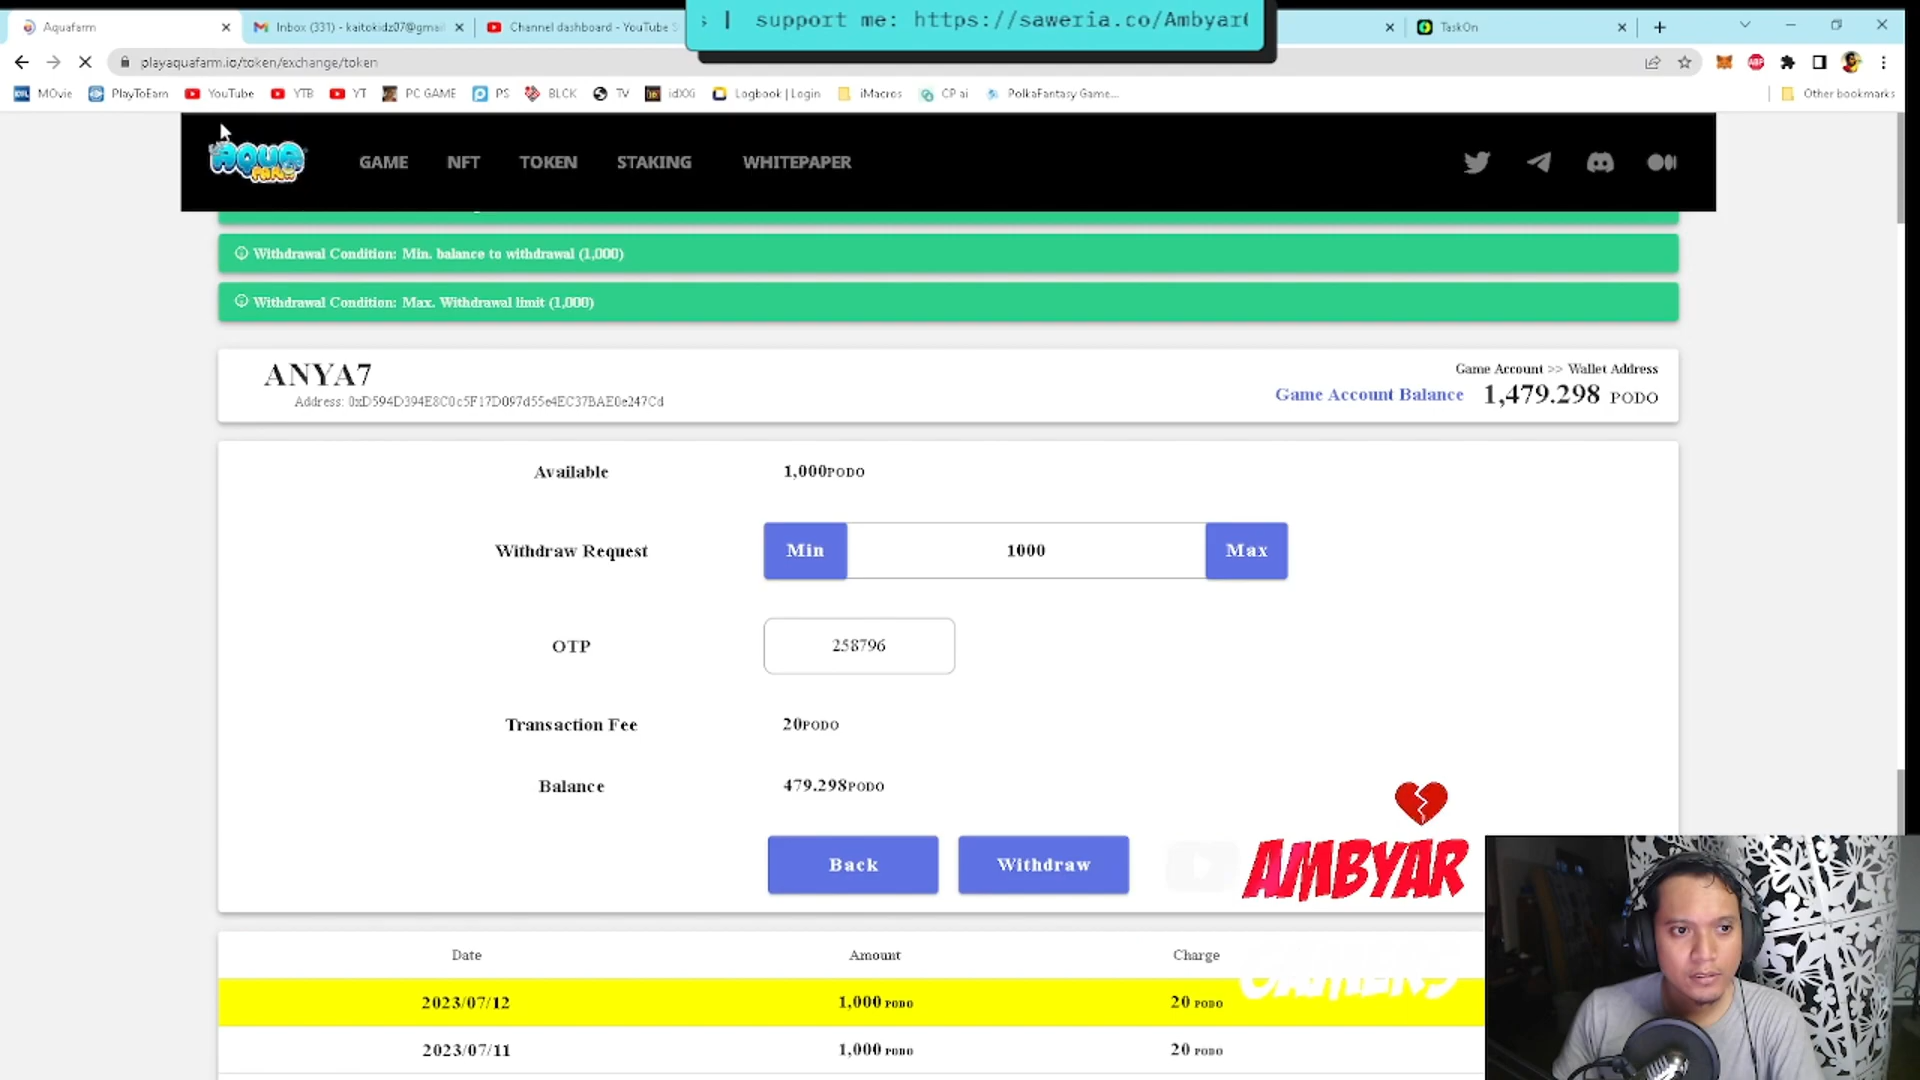 Aquafarm
Inbox (331) - kaitokidz07@gmail
Channel dashboard - YouTube S
support me: https://saweria.co/Ambyar
TaskOn
playaquafarm.io/token/exchange/token
MOvie
PlayToEarn
YouTube
YTB
YT
PC GAME
PS
BLCK
TV
idXXi
Logbook | Login
iMacros
CP ai
PolkaFantasy Game...
Other bookmarks
AQUA FARM
GAME
NFT
TOKEN
STAKING
WHITEPAPER
Withdrawal Condition: Min. balance to withdrawal (1,000)
Withdrawal Condition: Max. Withdrawal limit (1,000)
ANYA7
Address: 0xD594D394E8C0c5F17D097d55e4EC37BAE0e247Cd
Game Account >> Wallet Address
Game Account Balance 1,479.298 PODO
Available 1,000PODO
Withdraw Request Min 1000 Max
OTP 258796
Transaction Fee 20PODO
Balance 479.298PODO
Back Withdraw
AMBYAR
GAMERS
Date Amount Charge
2023/07/12 1,000 PODO 20 PODO
2023/07/11 1,000 PODO 20 PODO